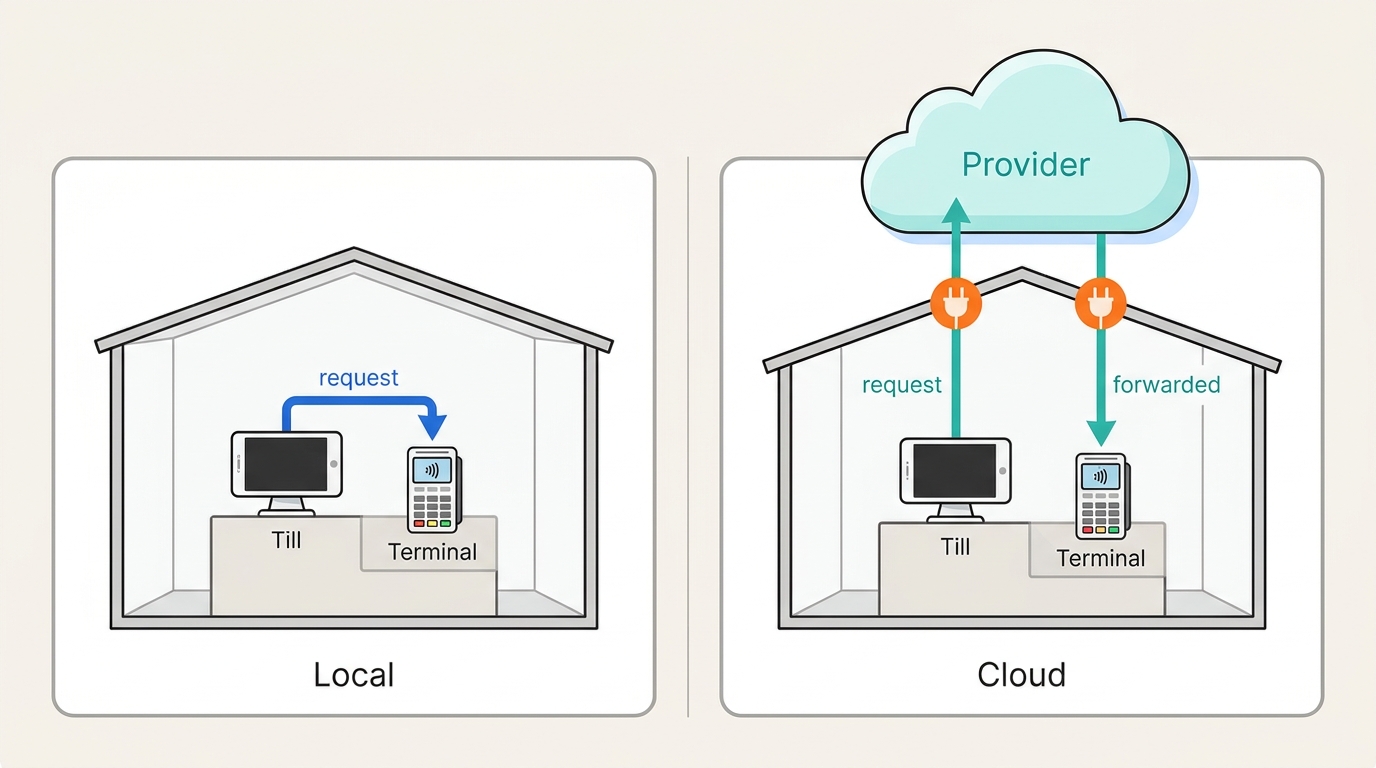 request
Till
Terminal
Local
Provider
request
forwarded
Till
Terminal
Cloud